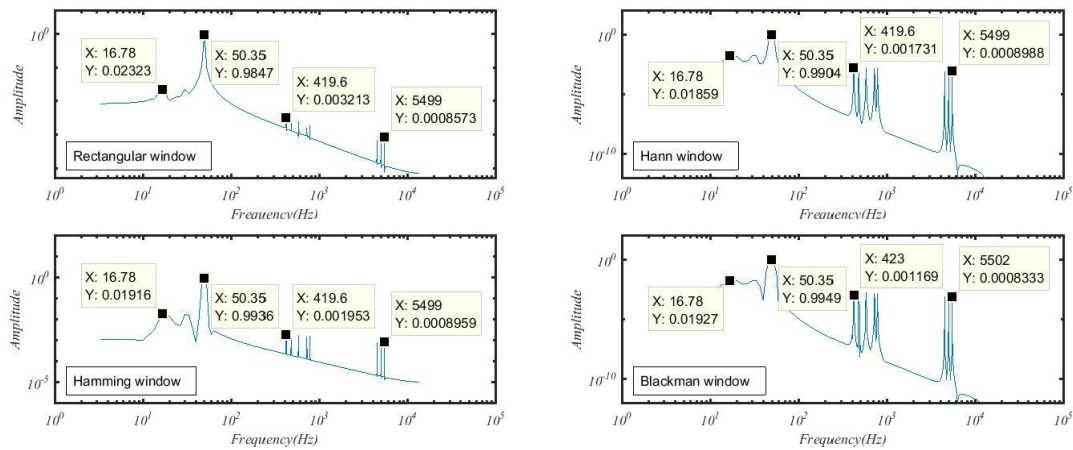 Amplitude
10^0
X: 16.78
Y: 0.02323
X: 50.35
Y: 0.9847
X: 419.6
Y: 0.003213
X: 5499
Y: 0.0008573
Rectangular window
10^0 10^1 10^2 10^3 10^4 10^5
Frequency(Hz)
Amplitude
10^0
10^-10
X: 16.78
Y: 0.01859
X: 50.35
Y: 0.9904
X: 419.6
Y: 0.001731
X: 5499
Y: 0.0008988
Hann window
10^0 10^1 10^2 10^3 10^4 10^5
Frequency(Hz)
Amplitude
10^0
10^-5
X: 16.78
Y: 0.01916
X: 50.35
Y: 0.9936
X: 419.6
Y: 0.001953
X: 5499
Y: 0.0008959
Hamming window
10^0 10^1 10^2 10^3 10^4 10^5
Frequency(Hz)
Amplitude
10^0
10^-10
X: 16.78
Y: 0.01927
X: 50.35
Y: 0.9949
X: 423
Y: 0.001169
X: 5502
Y: 0.0008333
Blackman window
10^0 10^1 10^2 10^3 10^4 10^5
Frequency(Hz)